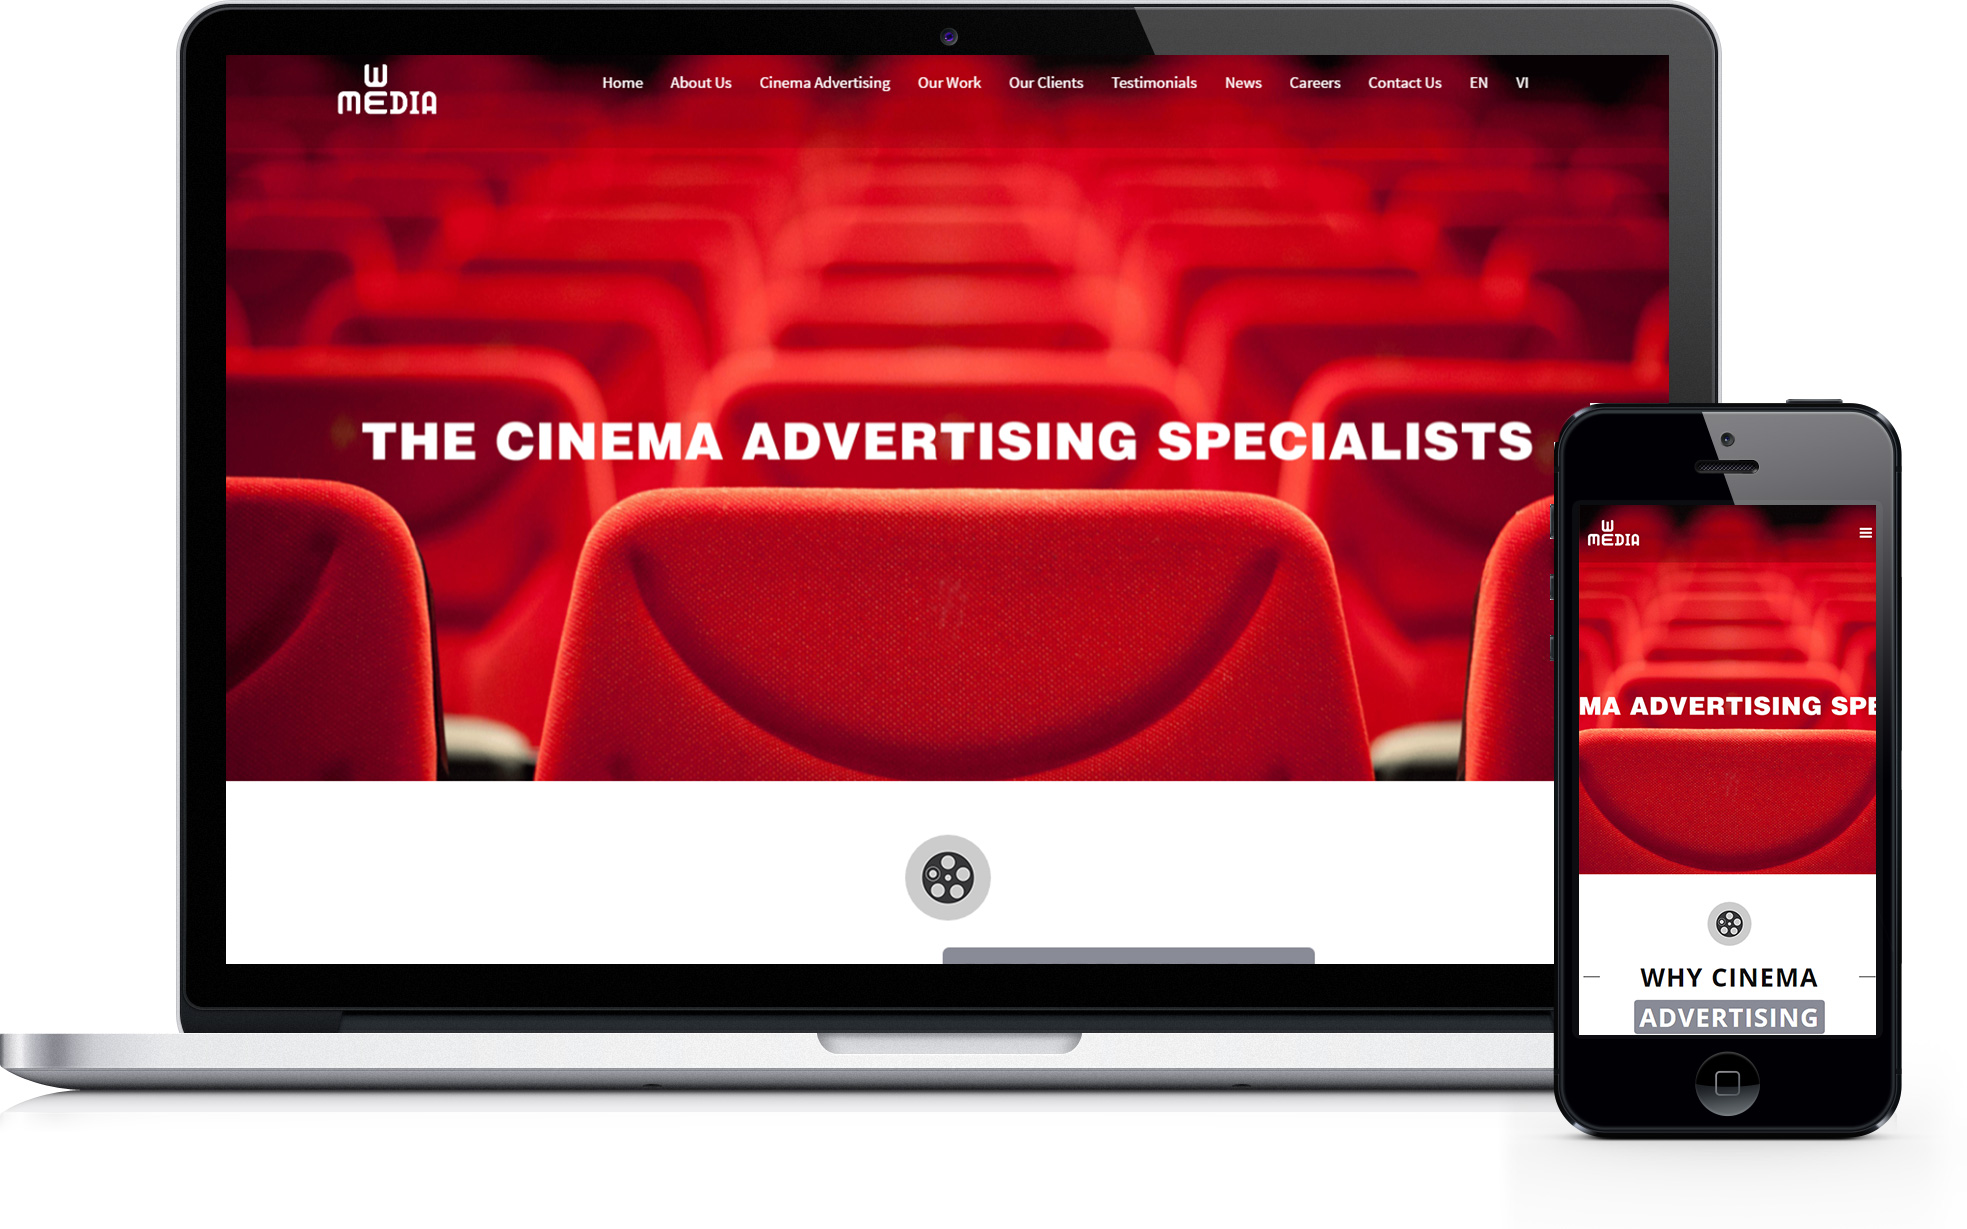 W
MEDIA
Home About Us Cinema Advertising Our Work Our Clients Testimonials News Careers Contact Us EN VI
THE CINEMA ADVERTISING SPECIALISTS
W
MEDIA
MA ADVERTISING SPE
WHY CINEMA
ADVERTISING